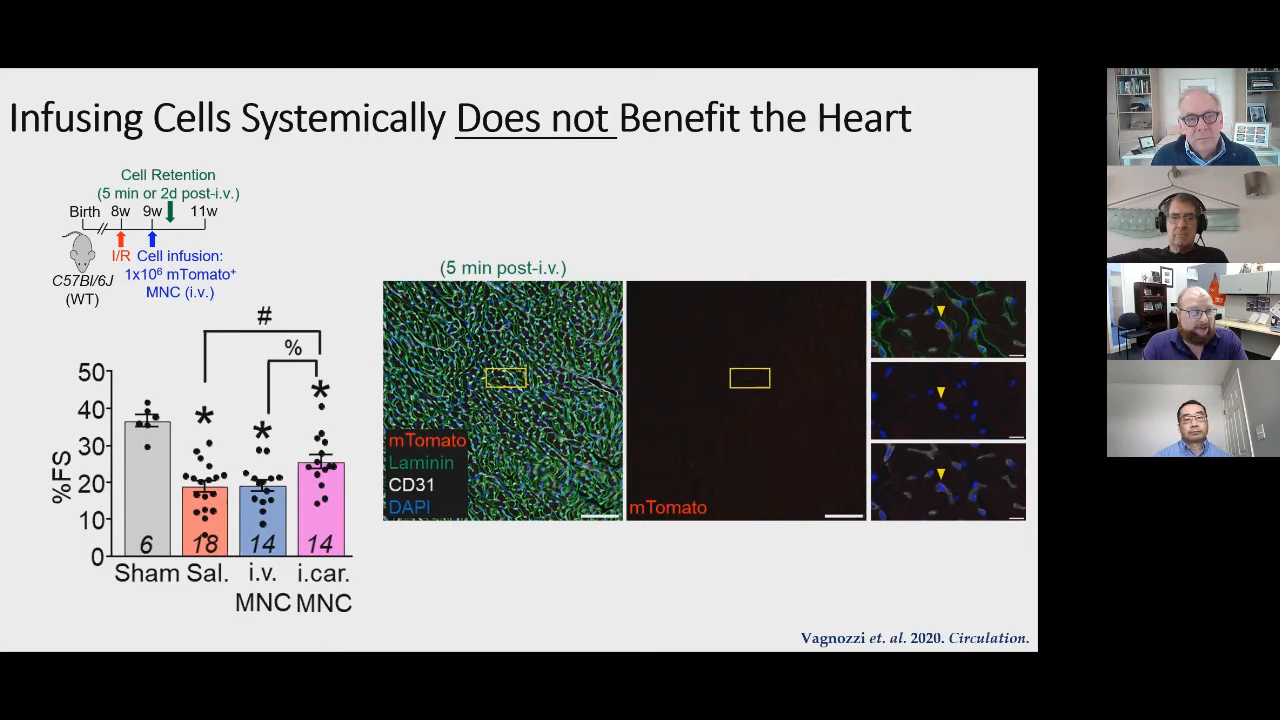 Infusing Cells Systemically Does not Benefit the Heart
Cell Retention
(5 min or 2d post-i.v.)
Birth 8w 9w 11w
I/R Cell infusion:
1x10⁶ mTomato⁺
MNC (i.v.)
C57Bl/6J
(WT)
#
%
50
40
30
20
10
0
%FS
* * *
6 18 14 14
Sham Sal. i.v. MNC i.car. MNC
(5 min post-i.v.)
mTomato
Laminin
CD31
DAPI
mTomato
Vagnozzi et. al. 2020. Circulation.